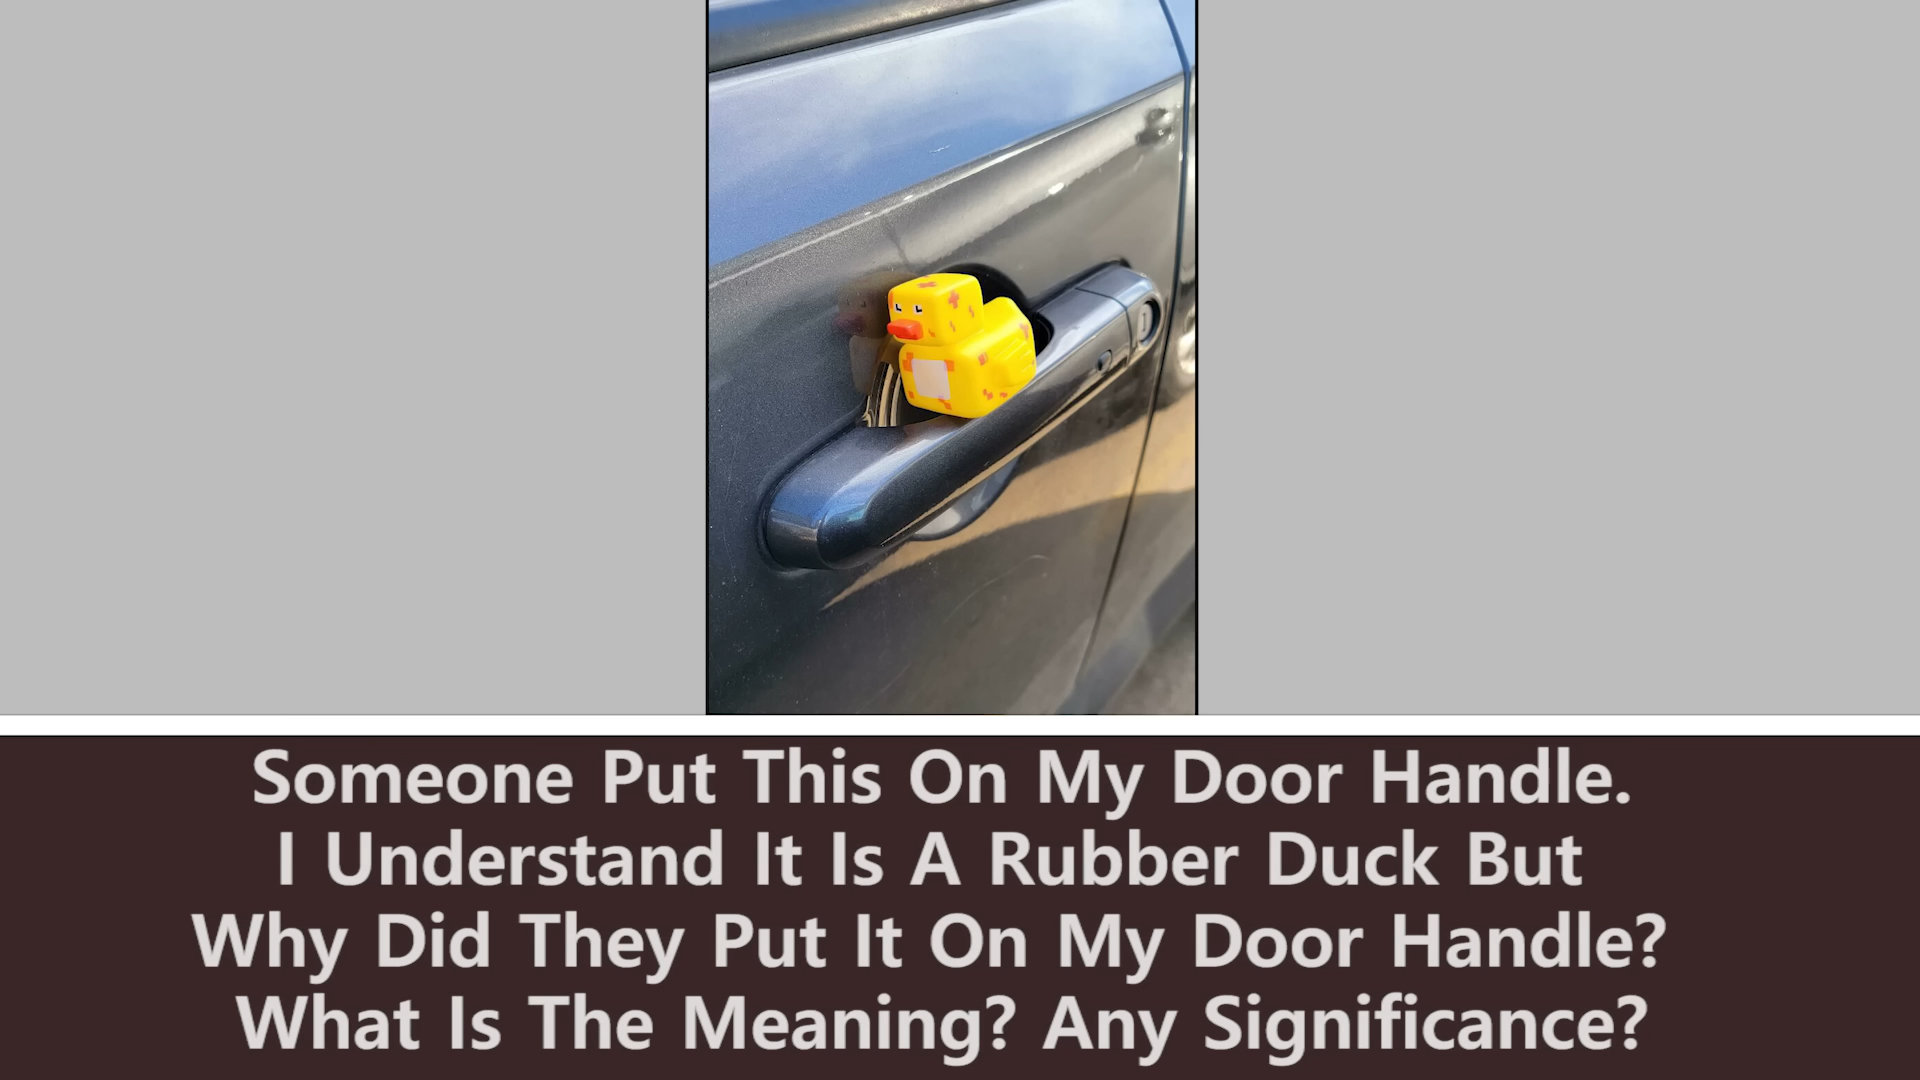 Someone Put This On My Door Handle.
I Understand It Is A Rubber Duck But
Why Did They Put It On My Door Handle?
What Is The Meaning? Any Significance?